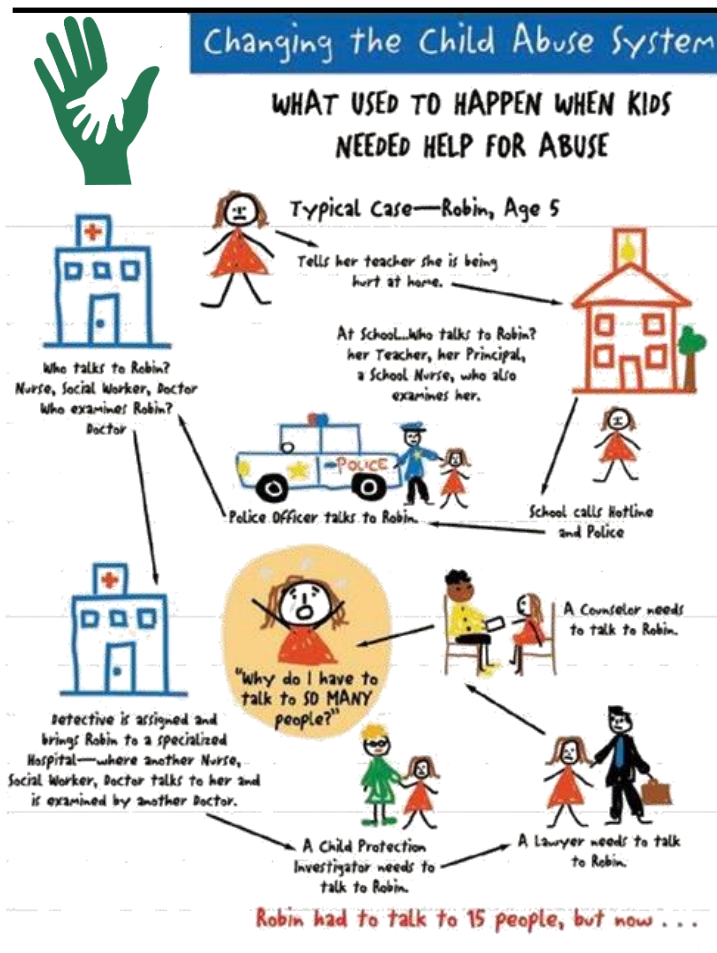 Changing the Child Abuse System
WHAT USED TO HAPPEN WHEN KIDS
NEEDED HELP FOR ABUSE
Typical Case—Robin, Age 5
Tells her teacher she is being
hurt at home.
At School...Who talks to Robin?
her Teacher, her Principal,
a School Nurse, who also
examines her.
School calls Hotline
and Police
POLICE
Police Officer talks to Robin.
Who talks to Robin?
Nurse, Social Worker, Doctor
Who examines Robin?
Doctor
Detective is assigned and
brings Robin to a specialized
Hospital—where another Nurse,
Social Worker, Doctor talks to her and
is examined by another Doctor.
A Child Protection
Investigator needs to
talk to Robin.
A Lawyer needs to talk
to Robin.
A Counselor needs
to talk to Robin.
"Why do I have to
talk to SO MANY
people?"
Robin had to talk to 15 people, but now . . .